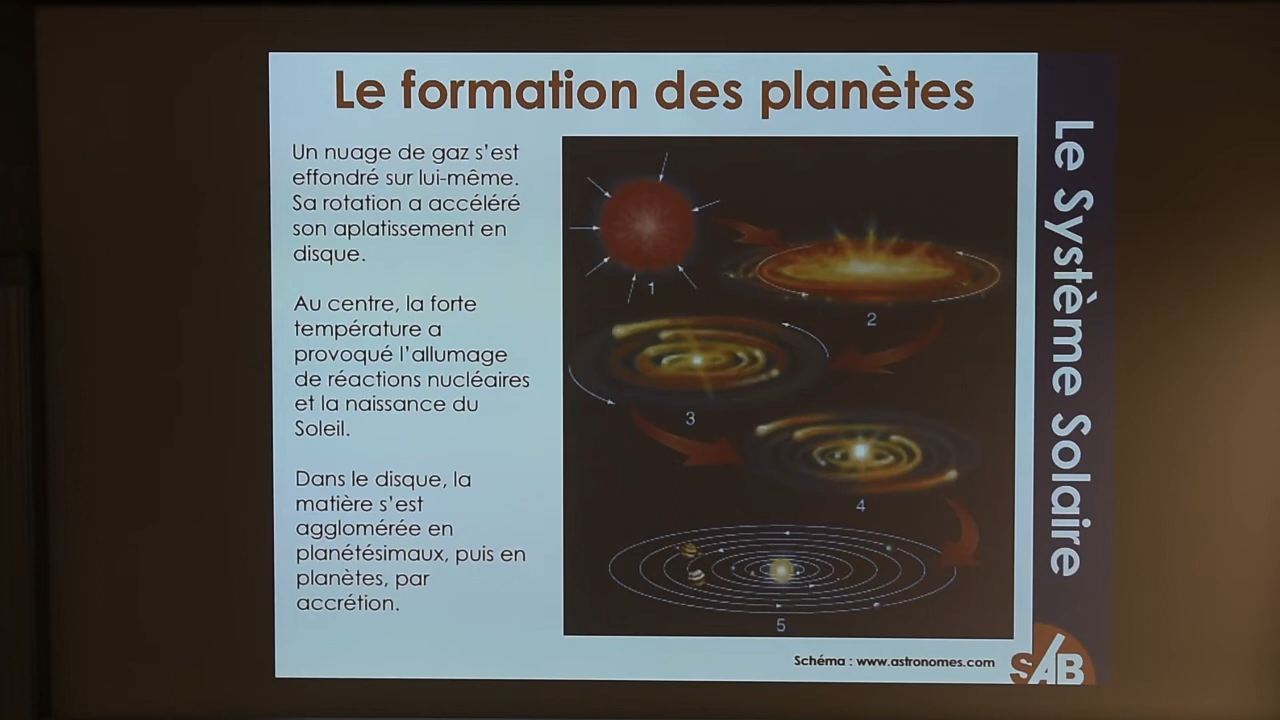 Le formation des planètes
Un nuage de gaz s'est
effondré sur lui-même.
Sa rotation a accéléré
son aplatissement en
disque.
Au centre, la forte
température a
provoqué l'allumage
de réactions nucléaires
et la naissance du
Soleil.
Dans le disque, la
matière s'est
agglomérée en
planétésimaux, puis en
planètes, par
accrétion.
1
2
3
4
5
Schéma : www.astronomes.com
Le Système Solaire
SAB